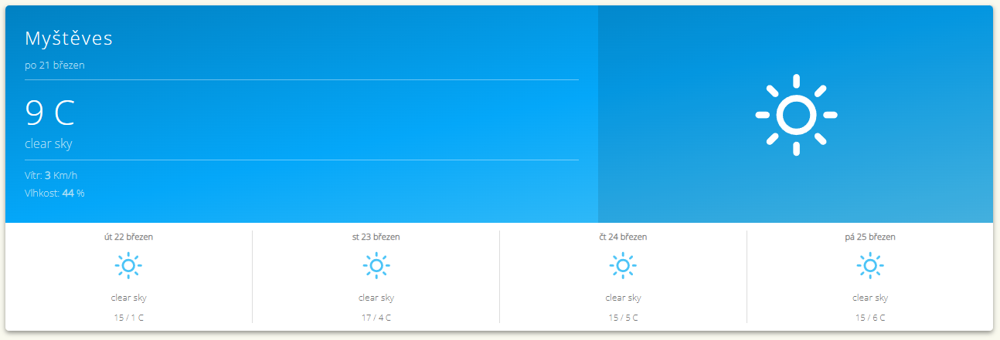 Myštěves
po 21 březen
9 C
clear sky
Vítr: 3 Km/h
Vlhkost: 44 %
út 22 březen
clear sky
15 / 1 C
st 23 březen
clear sky
17 / 4 C
čt 24 březen
clear sky
15 / 5 C
pá 25 březen
clear sky
15 / 6 C